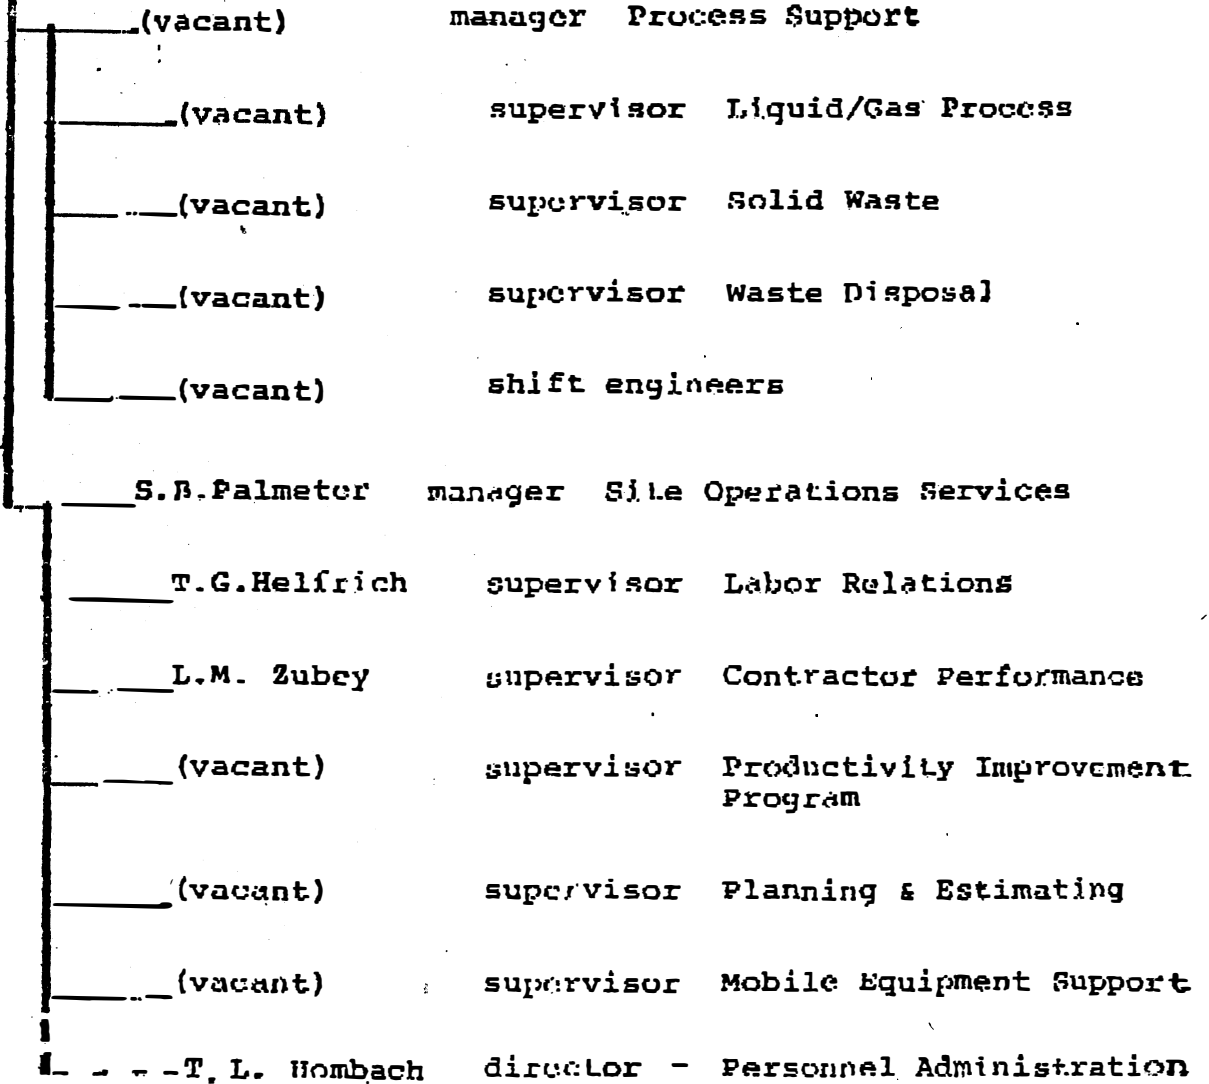 (vacant) manager Process Support
(vacant) supervisor Liquid/Gas Process
(vacant) supervisor Solid Waste
(vacant) supervisor Waste Disposal
(vacant) shift engineers
S.B.Palmeter manager Site Operations Services
T.G.Helfrich supervisor Labor Relations
L.M. Zubey supervisor Contractor Performance
(vacant) supervisor Productivity Improvement
Program
(vacant) supervisor Planning & Estimating
(vacant) supervisor Mobile Equipment Support
T. L. Hombach director - Personnel Administration